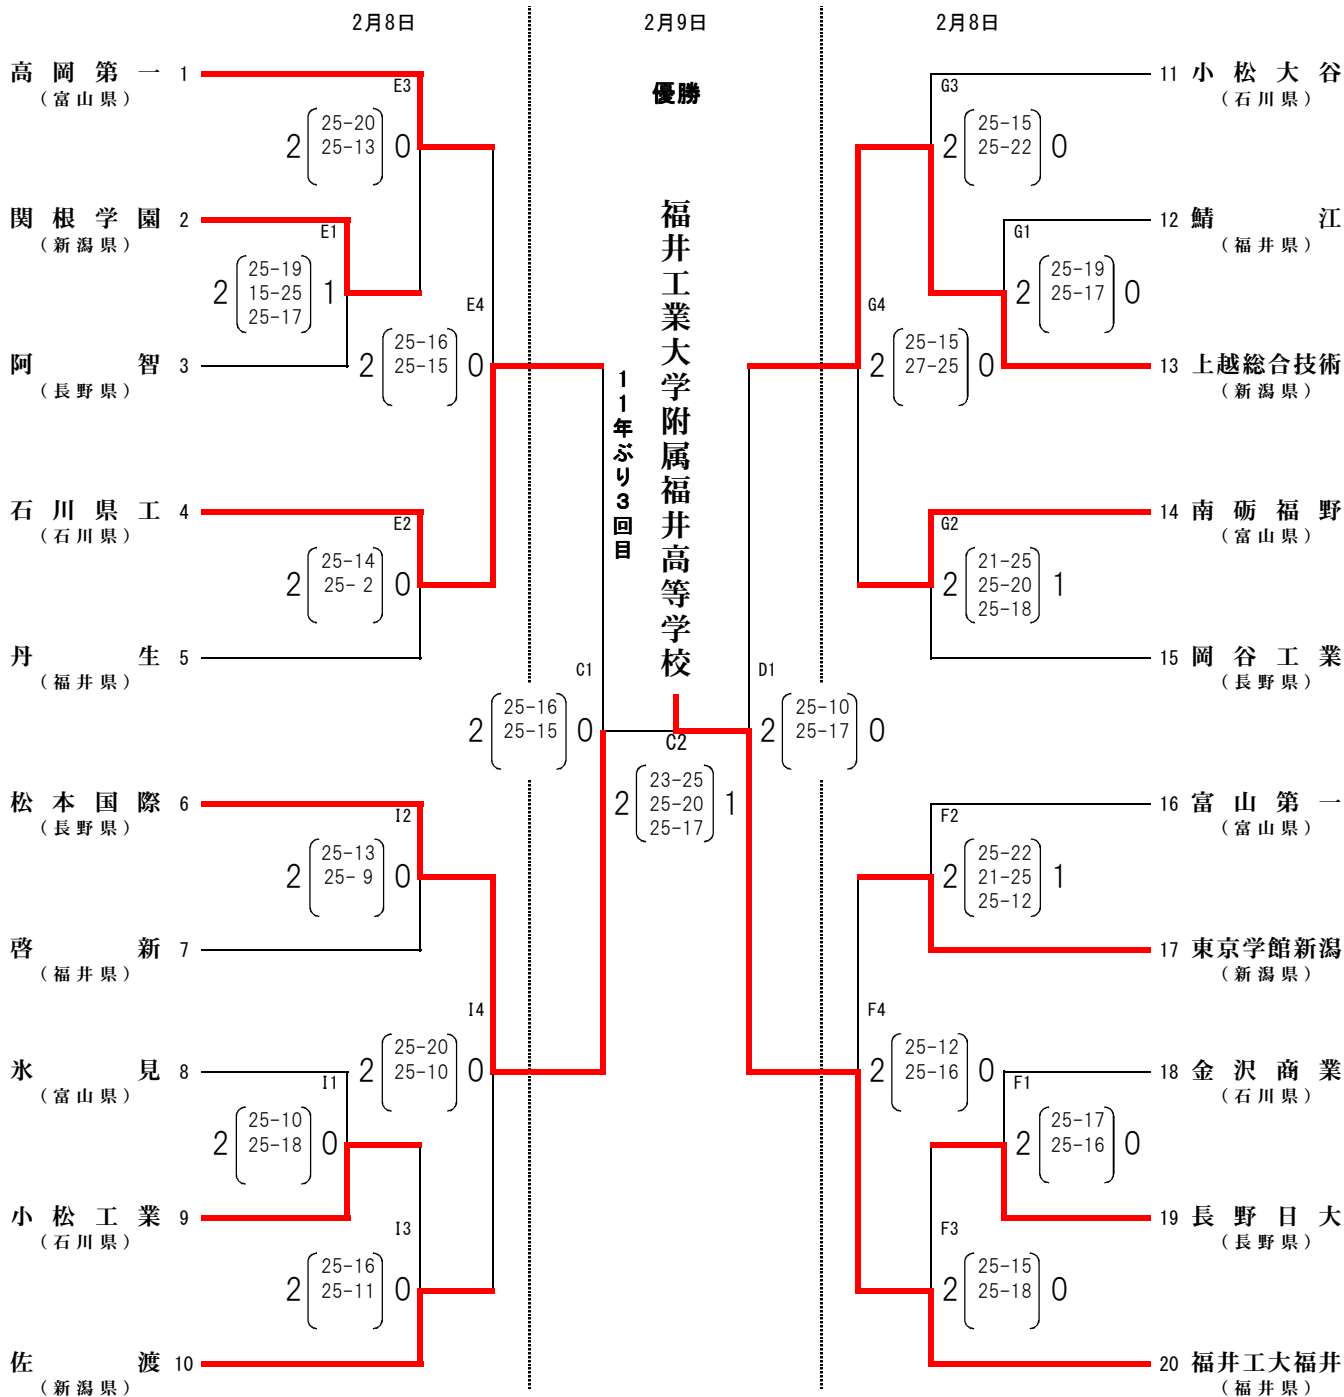 2月8日
2月9日
2月8日
優勝
福井工業大学附属福井高等学校
11年ぶり3回目
高岡第一 1
(富山県)
E3
25-20
2 25-13 0
関根学園 2
(新潟県)
E1
25-19
2 15-25 1
25-17
阿智 3
(長野県)
E4
25-16
2 25-15 0
石川県工 4
(石川県)
E2
25-14
2 25- 2 0
丹生 5
(福井県)
C1
25-16
2 25-15 0
松本国際 6
(長野県)
I2
25-13
2 25- 9 0
啓新 7
(福井県)
I4
25-20
2 25-10 0
氷見 8
(富山県)
I1
25-10
2 25-18 0
小松工業 9
(石川県)
I3
25-16
2 25-11 0
佐渡 10
(新潟県)
C2
23-25
2 25-20 1
25-17
11 小松大谷
(石川県)
G3
25-15
2 25-22 0
12 鯖江
(福井県)
G1
25-19
2 25-17 0
13 上越総合技術
(新潟県)
G4
25-15
2 27-25 0
14 南砺福野
(富山県)
G2
21-25
2 25-20 1
25-18
15 岡谷工業
(長野県)
D1
25-10
2 25-17 0
16 富山第一
(富山県)
F2
25-22
2 21-25 1
25-12
17 東京学館新潟
(新潟県)
F4
25-12
2 25-16 0
18 金沢商業
(石川県)
F1
25-17
2 25-16 0
19 長野日大
(長野県)
F3
25-15
2 25-18 0
20 福井工大福井
(福井県)